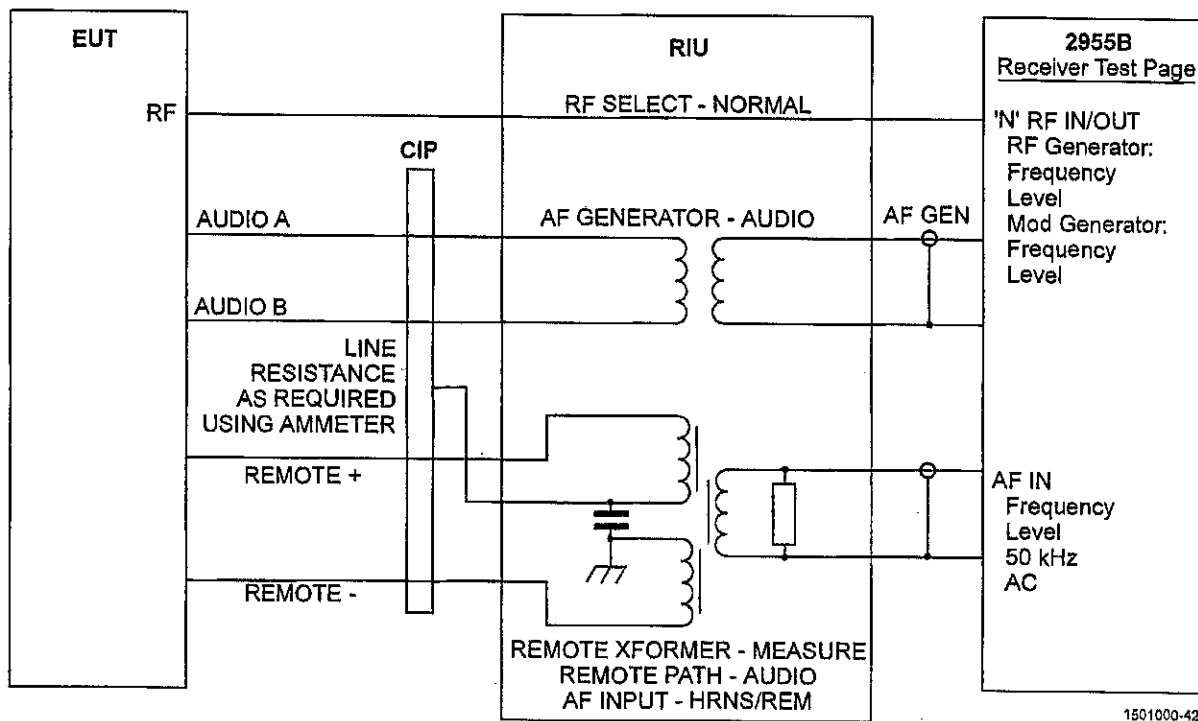 EUT
RIU
2955B
Receiver Test Page
RF
RF SELECT - NORMAL
'N' RF IN/OUT
RF Generator:
Frequency
Level
Mod Generator:
Frequency
Level
CIP
AUDIO A
AF GENERATOR - AUDIO
AF GEN
AUDIO B
LINE
RESISTANCE
AS REQUIRED
USING AMMETER
REMOTE +
AF IN
Frequency
Level
50 kHz
AC
REMOTE -
REMOTE XFORMER - MEASURE
REMOTE PATH - AUDIO
AF INPUT - HRNS/REM
1501000-42